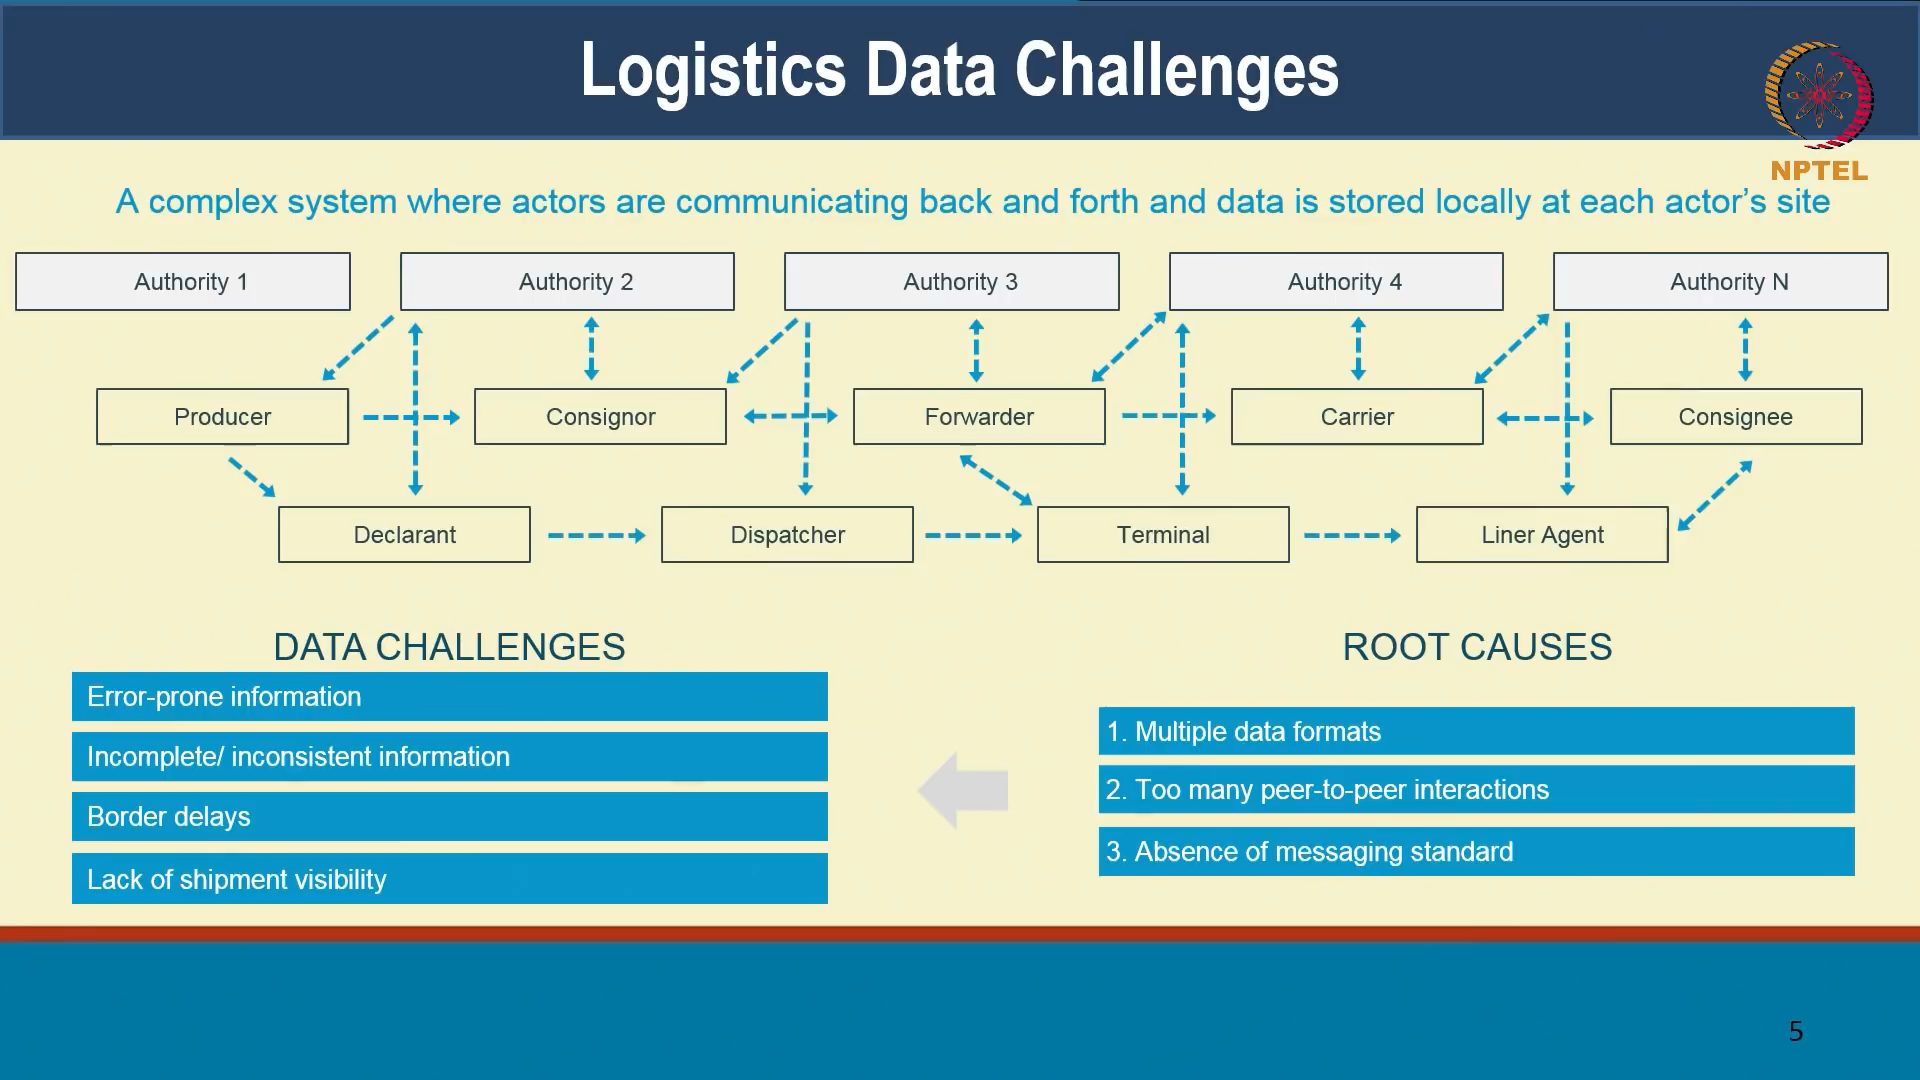 Logistics Data Challenges
NPTEL
A complex system where actors are communicating back and forth and data is stored locally at each actor’s site
Authority 1
Authority 2
Authority 3
Authority 4
Authority N
Producer
Consignor
Forwarder
Carrier
Consignee
Declarant
Dispatcher
Terminal
Liner Agent
DATA CHALLENGES
Error-prone information
Incomplete/ inconsistent information
Border delays
Lack of shipment visibility
ROOT CAUSES
1. Multiple data formats
2. Too many peer-to-peer interactions
3. Absence of messaging standard
5